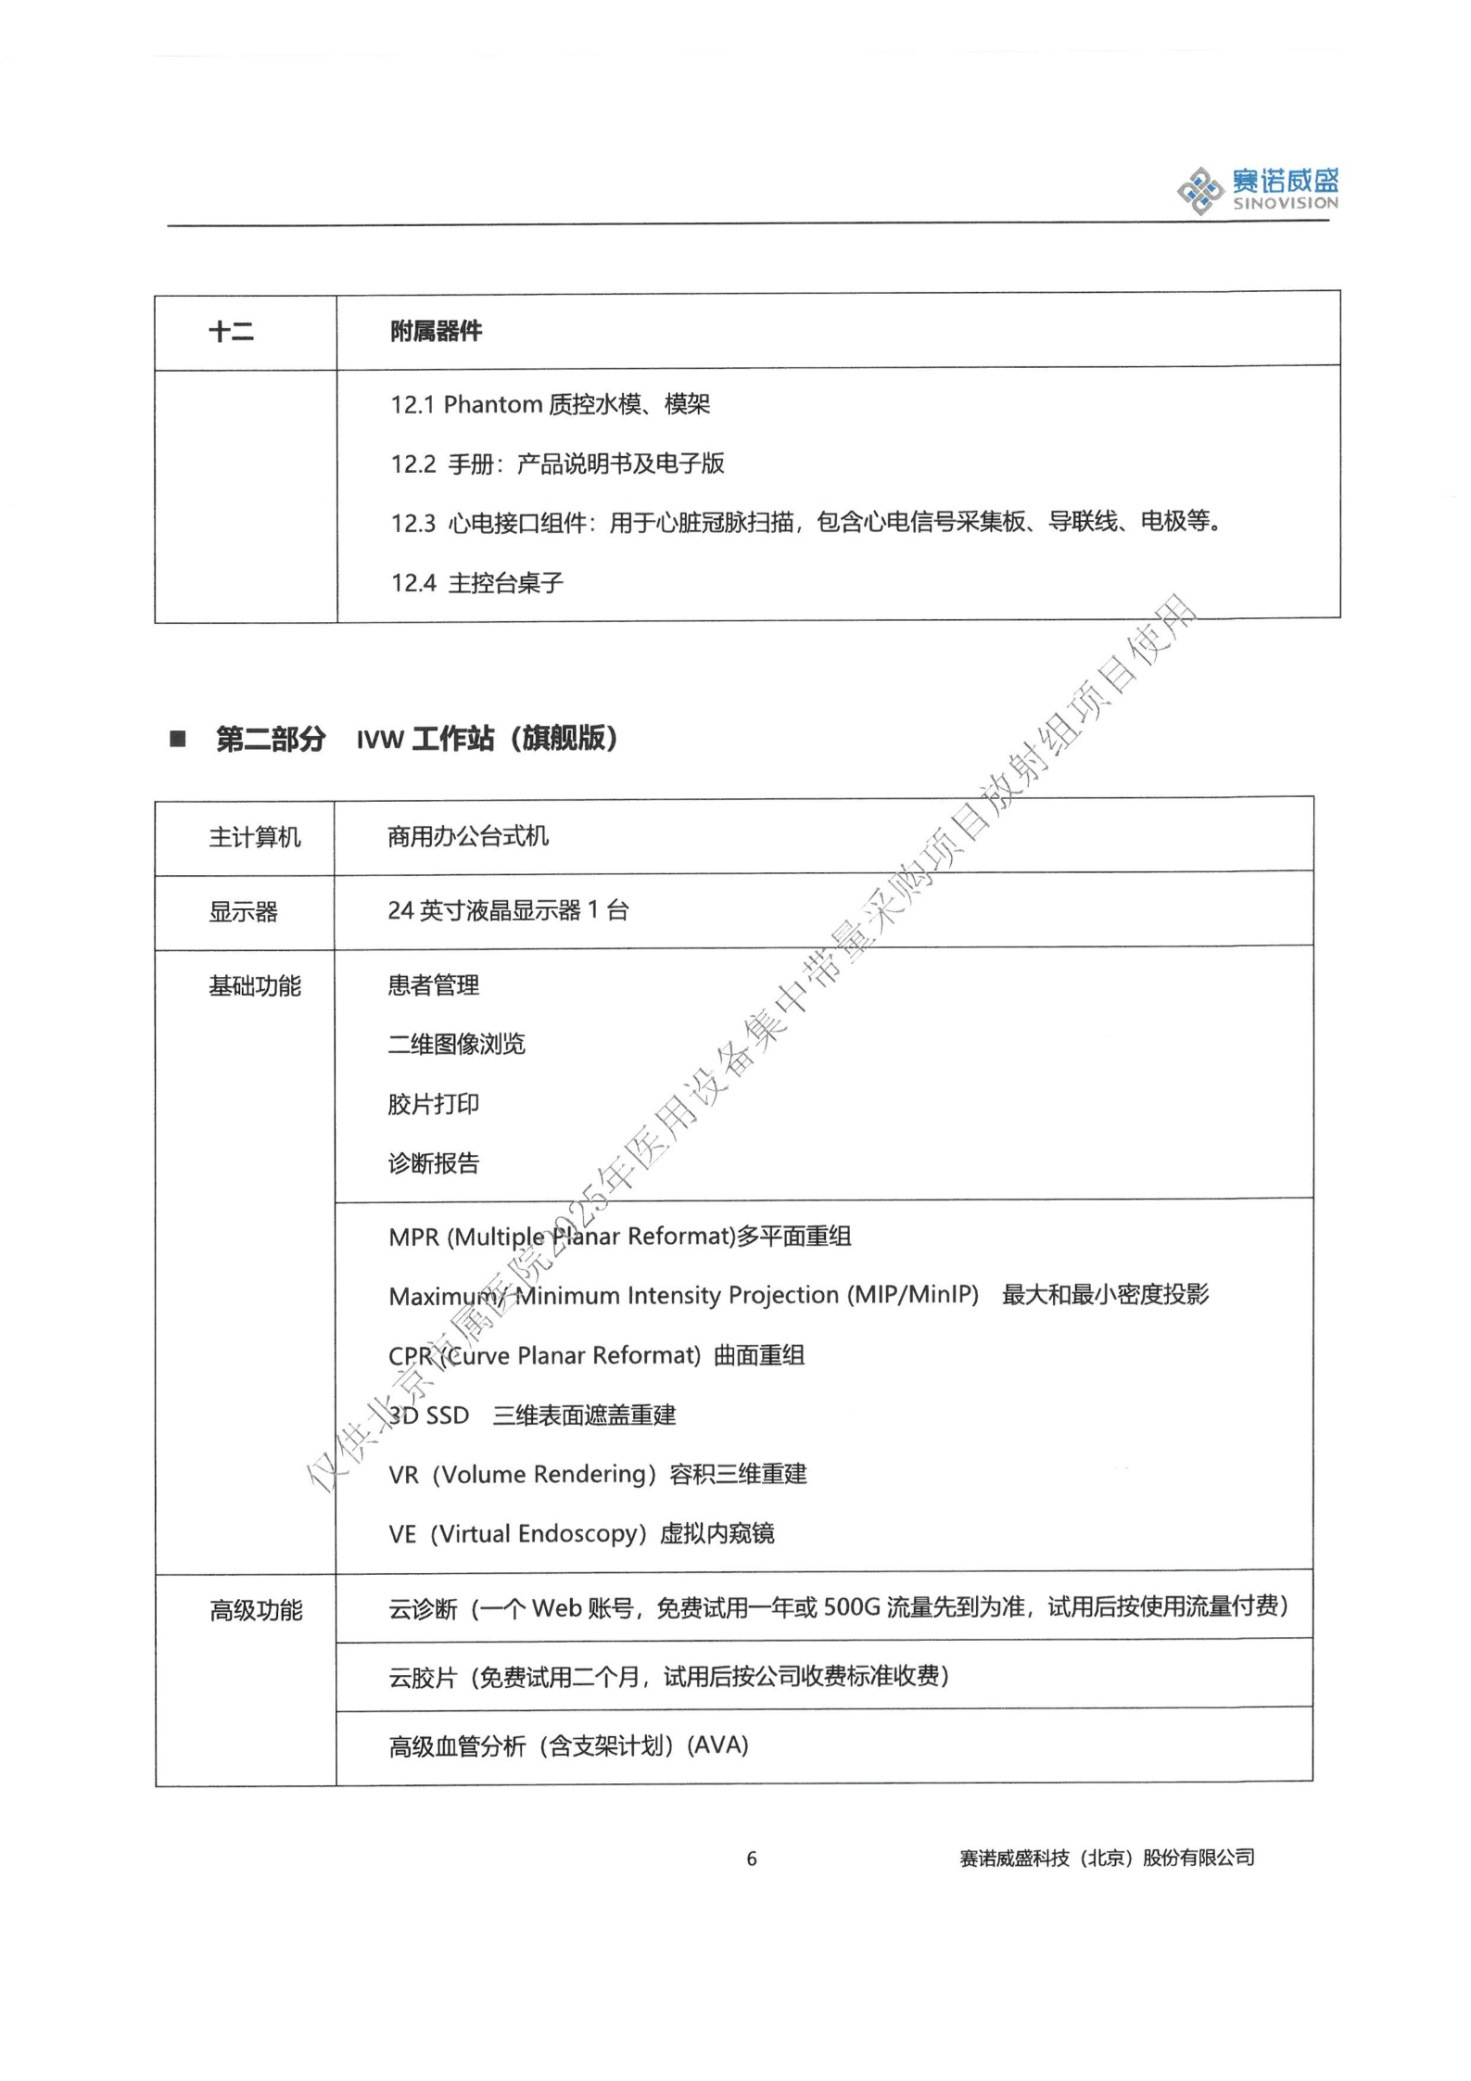 赛诺威盛
SINOVISION
十二 附属器件
12.1 Phantom 质控水模、模架
12.2 手册：产品说明书及电子版
12.3 心电接口组件：用于心脏冠脉扫描，包含心电信号采集板、导联线、电极等。
12.4 主控台桌子
■ 第二部分 IVW 工作站（旗舰版）
主计算机 商用办公台式机
显示器 24 英寸液晶显示器 1 台
基础功能 患者管理
二维图像浏览
胶片打印
诊断报告
MPR (Multiple Planar Reformat)多平面重组
Maximum/ Minimum Intensity Projection (MIP/MinIP) 最大和最小密度投影
CPR (Curve Planar Reformat) 曲面重组
3D SSD 三维表面遮盖重建
VR（Volume Rendering）容积三维重建
VE（Virtual Endoscopy）虚拟内窥镜
高级功能 云诊断（一个 Web 账号，免费试用一年或 500G 流量先到为准，试用后按使用流量付费）
云胶片（免费试用二个月，试用后按公司收费标准收费）
高级血管分析（含支架计划）(AVA)
仅供北京市属医院2025年医用设备集中带量采购项目放射组项目使用
6 赛诺威盛科技（北京）股份有限公司